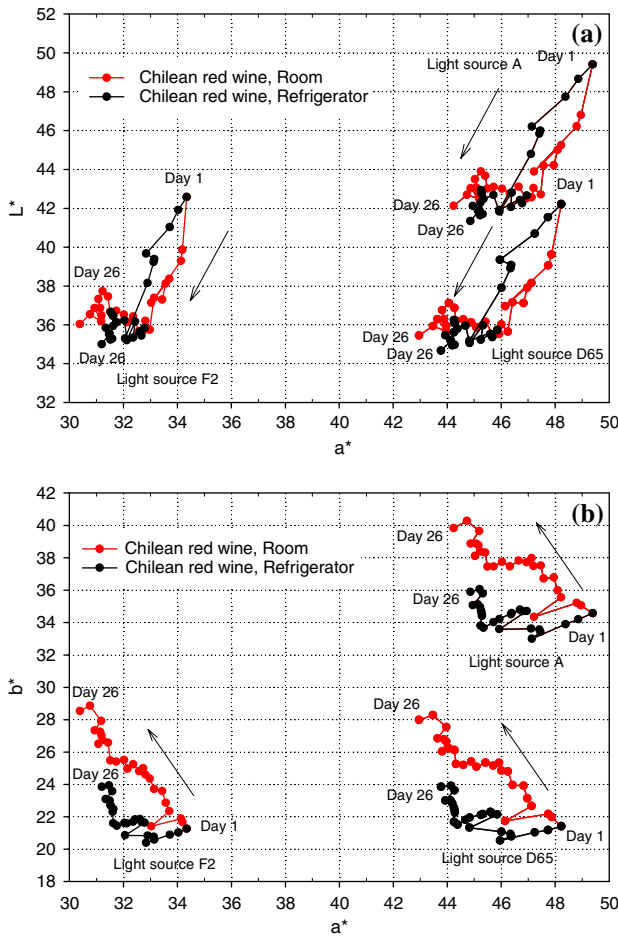 52
50
48
46
44
42
40
38
36
34
32
L*
(a)
Day 1
Light source A
Chilean red wine, Room
Chilean red wine, Refrigerator
Day 1
Day 1
Day 26
Day 26
Day 26
Day 26
Day 26
Day 26
Light source F2
Light source D65
30 32 34 36 38 40 42 44 46 48 50
a*
42
40
38
36
34
32
30
28
26
24
22
20
18
b*
(b)
Day 26
Chilean red wine, Room
Chilean red wine, Refrigerator
Day 26
Day 1
Light source A
Day 26
Day 26
Day 26
Day 26
Day 1
Day 1
Light source F2
Light source D65
30 32 34 36 38 40 42 44 46 48 50
a*